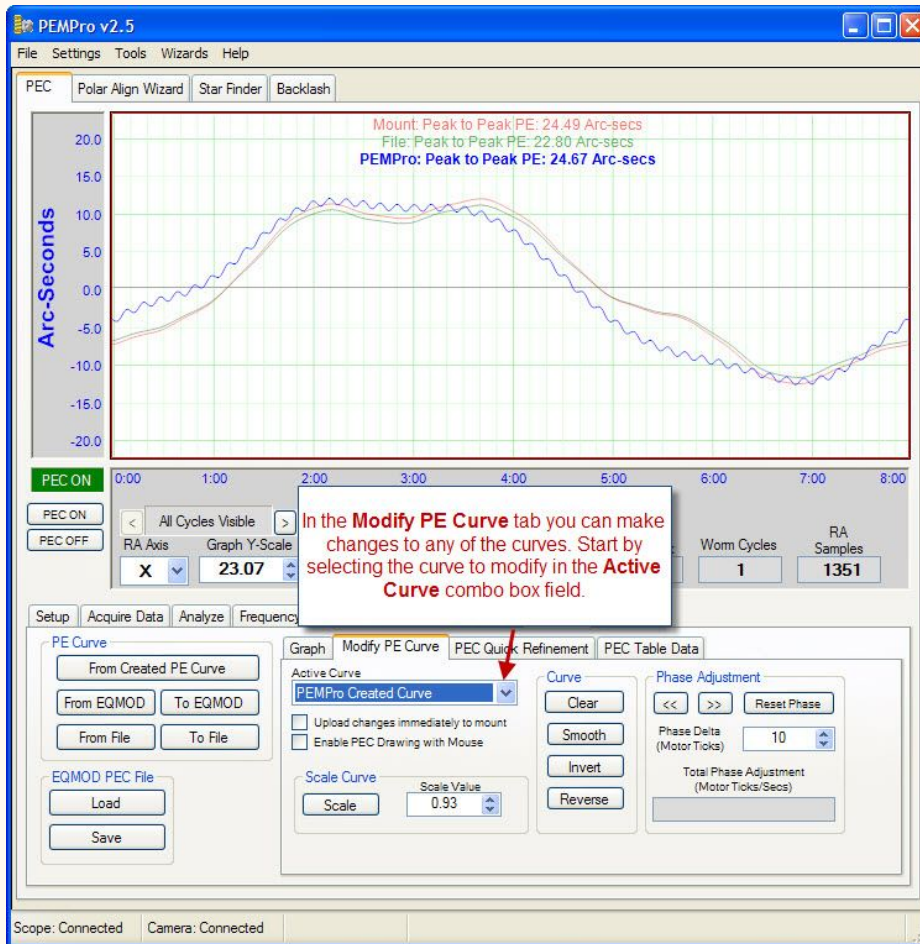 PEMPro v2.5
File Settings Tools Wizards Help
PEC Polar Align Wizard Star Finder Backlash
Mount: Peak to Peak PE: 24.49 Arc-secs
File: Peak to Peak PE: 22.80 Arc-secs
PEMPro: Peak to Peak PE: 24.67 Arc-secs
Arc-Seconds
20.0
15.0
10.0
5.0
0.0
-5.0
-10.0
-15.0
-20.0
PEC ON
0:00 1:00 2:00 3:00 4:00 5:00 6:00 7:00 8:00
PEC ON
PEC OFF
< All Cycles Visible >
RA Axis Graph Y-Scale Worm Cycles RA Samples
X 23.07 1 1351
In the Modify PE Curve tab you can make
changes to any of the curves. Start by
selecting the curve to modify in the Active
Curve combo box field.
Setup Acquire Data Analyze Frequency
PE Curve
From Created PE Curve
From EQMOD To EQMOD
From File To File
EQMOD PEC File
Load
Save
Graph Modify PE Curve PEC Quick Refinement PEC Table Data
Active Curve
PEMPro Created Curve
Upload changes immediately to mount
Enable PEC Drawing with Mouse
Scale Curve
Scale
Scale Value
0.93
Curve
Clear
Smooth
Invert
Reverse
Phase Adjustment
<< >> Reset Phase
Phase Delta
(Motor Ticks)
10
Total Phase Adjustment
(Motor Ticks/Secs)
Scope: Connected Camera: Connected